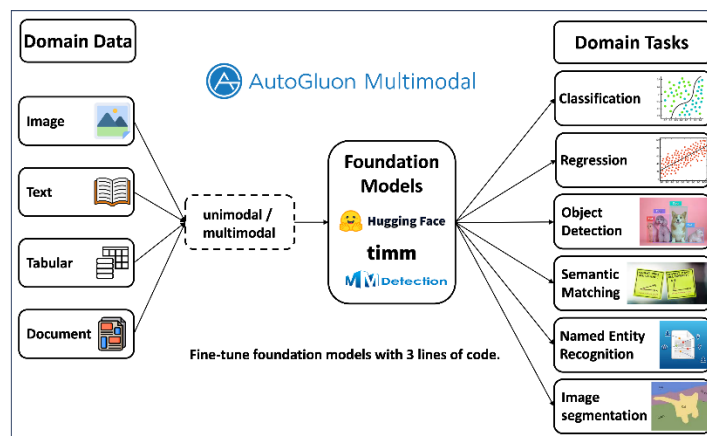 Domain Data
AutoGluon Multimodal
Domain Tasks
Image
Text
Tabular
Document
unimodal /
multimodal
Foundation
Models
Hugging Face
timm
MMDetection
Fine-tune foundation models with 3 lines of code.
Classification
Regression
Object
Detection
Semantic
Matching
Named Entity
Recognition
Image
segmentation